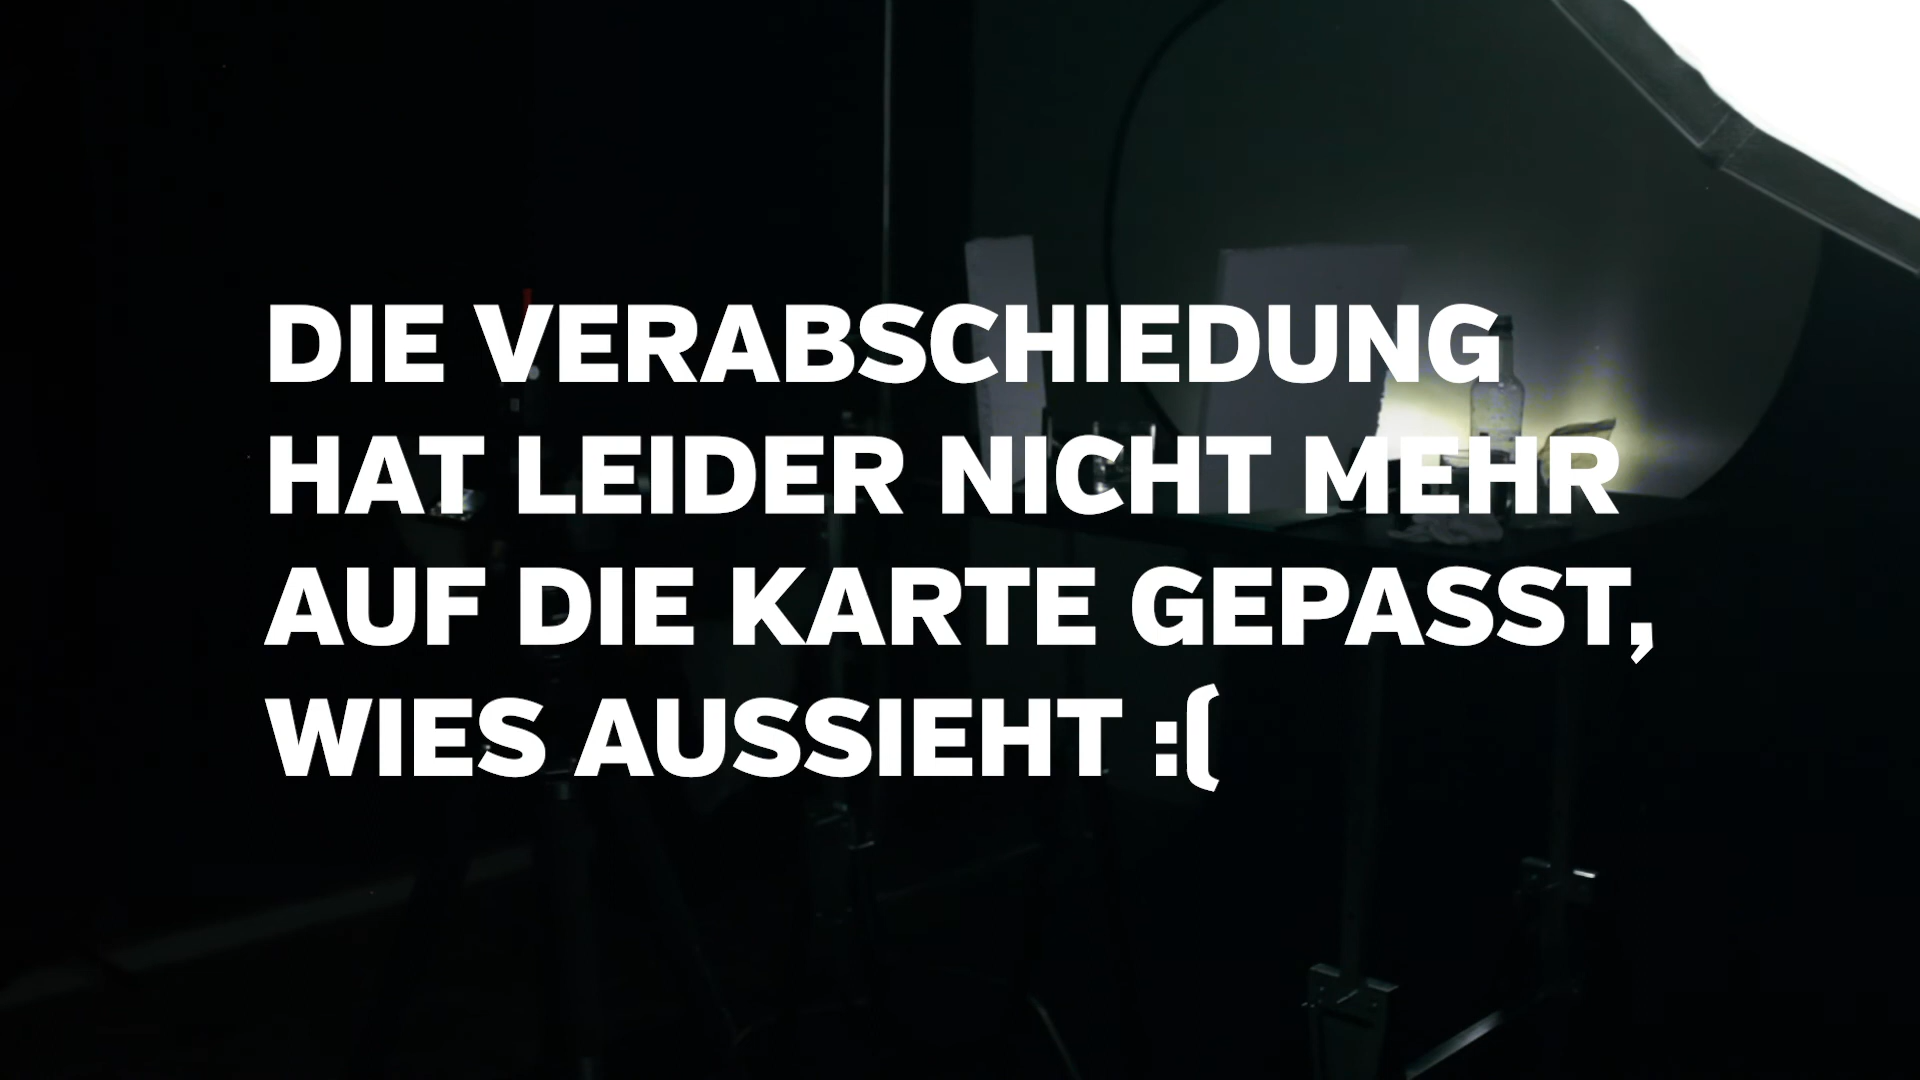 DIE VERABSCHIEDUNG
HAT LEIDER NICHT MEHR
AUF DIE KARTE GEPASST,
WIES AUSSIEHT :(